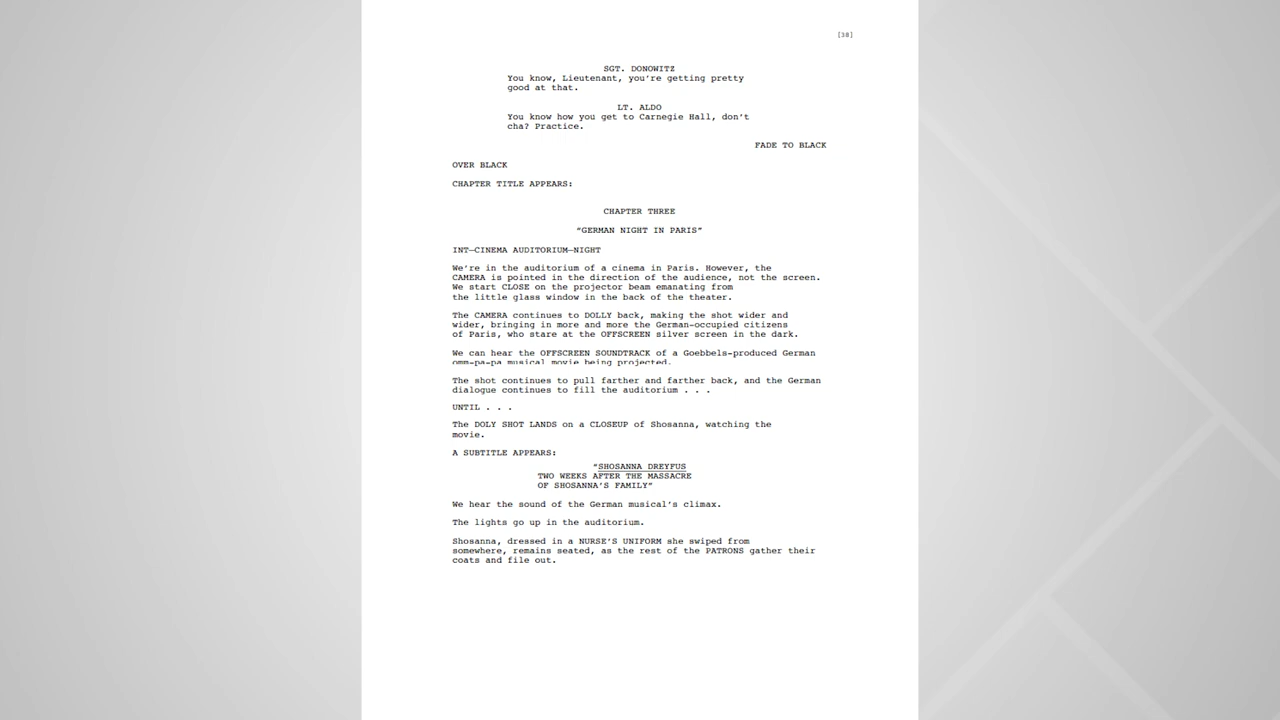 [38]
SGT. DONOWITZ
You know, Lieutenant, you're getting pretty
good at that.
LT. ALDO
You know how you get to Carnegie Hall, don't
cha? Practice.
FADE TO BLACK
OVER BLACK
CHAPTER TITLE APPEARS:
CHAPTER THREE
“GERMAN NIGHT IN PARIS”
INT—CINEMA AUDITORIUM—NIGHT
We're in the auditorium of a cinema in Paris. However, the
CAMERA is pointed in the direction of the audience, not the screen.
We start CLOSE on the projector beam emanating from
the little glass window in the back of the theater.
The CAMERA continues to DOLLY back, making the shot wider and
wider, bringing in more and more the German-occupied citizens
of Paris, who stare at the OFFSCREEN silver screen in the dark.
We can hear the OFFSCREEN SOUNDTRACK of a Goebbels-produced German
omm-pa-pa musical movie being projected.
The shot continues to pull farther and farther back, and the German
dialogue continues to fill the auditorium . . .
UNTIL . . .
The DOLY SHOT LANDS on a CLOSEUP of Shosanna, watching the
movie.
A SUBTITLE APPEARS:
“SHOSANNA DREYFUS
TWO WEEKS AFTER THE MASSACRE
OF SHOSANNA'S FAMILY”
We hear the sound of the German musical's climax.
The lights go up in the auditorium.
Shosanna, dressed in a NURSE'S UNIFORM she swiped from
somewhere, remains seated, as the rest of the PATRONS gather their
coats and file out.